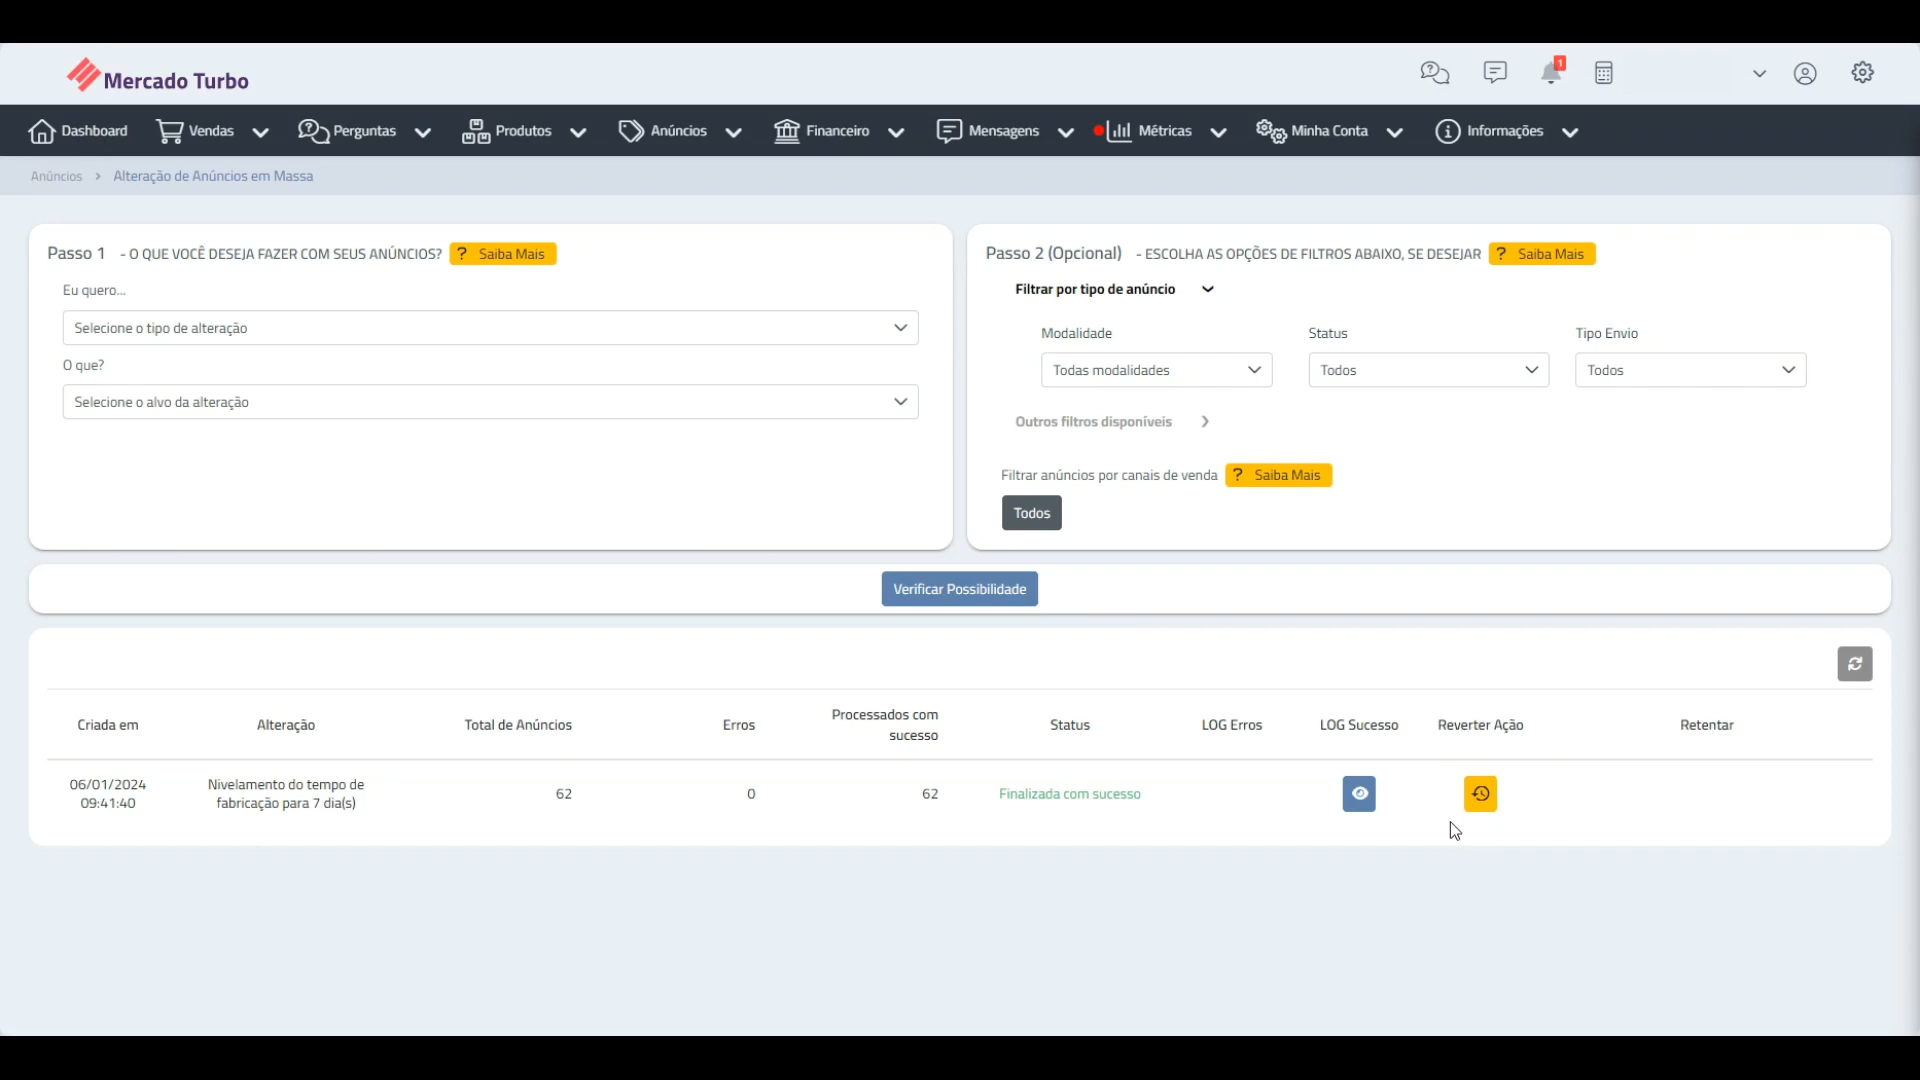 Mercado Turbo
1
Dashboard
Vendas
Perguntas
Produtos
Anúncios
Financeiro
Mensagens
Métricas
Minha Conta
Informações
Anúncios > Alteração de Anúncios em Massa
Passo 1 - O QUE VOCÊ DESEJA FAZER COM SEUS ANÚNCIOS? ? Saiba Mais
Eu quero...
Selecione o tipo de alteração
O que?
Selecione o alvo da alteração
Passo 2 (Opcional) - ESCOLHA AS OPÇÕES DE FILTROS ABAIXO, SE DESEJAR ? Saiba Mais
Filtrar por tipo de anúncio
Modalidade Status Tipo Envio
Todas modalidades Todos Todos
Outros filtros disponíveis
Filtrar anúncios por canais de venda ? Saiba Mais
Todos
Verificar Possibilidade
Criada em
Alteração
Total de Anúncios
Erros
Processados com
sucesso
Status
LOG Erros
LOG Sucesso
Reverter Ação
Retentar
06/01/2024
09:41:40
Nivelamento do tempo de
fabricação para 7 dia(s)
62
0
62
Finalizada com sucesso